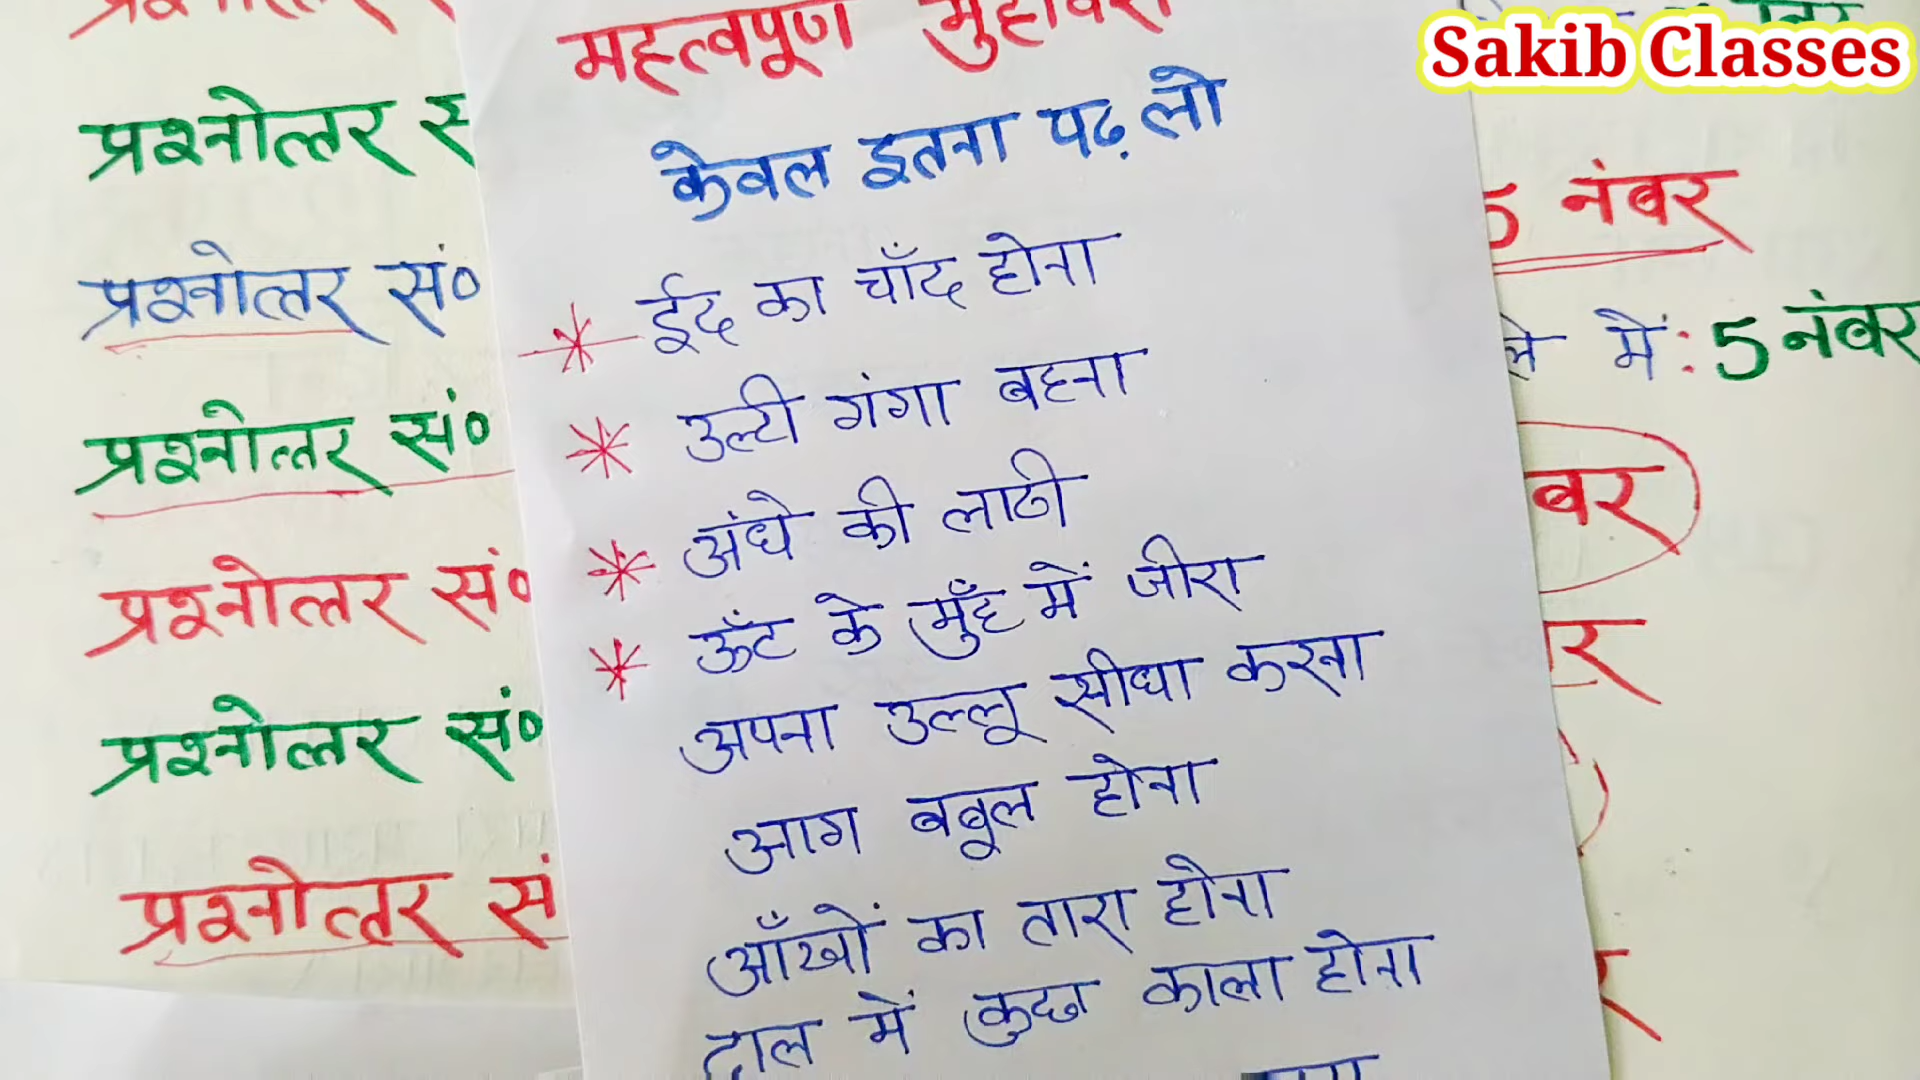 Sakib Classes
महत्वपूर्ण मुहावरा
केवल इतना पढ़ लो
ईद का चाँद होना
उल्टी गंगा बहना
अंधे की लाठी
ऊँट के मुँह में जीरा
अपना उल्लू सीधा करना
आग बबूल होना
आँखों का तारा होना
दाल में कुछ काला होना
प्रश्नोत्तर स
प्रश्नोत्तर सं०
प्रश्नोत्तर सं०
प्रश्नोत्तर सं०
प्रश्नोत्तर सं०
प्रश्नोत्तर सं
5 नंबर
में: 5 नंबर
बर